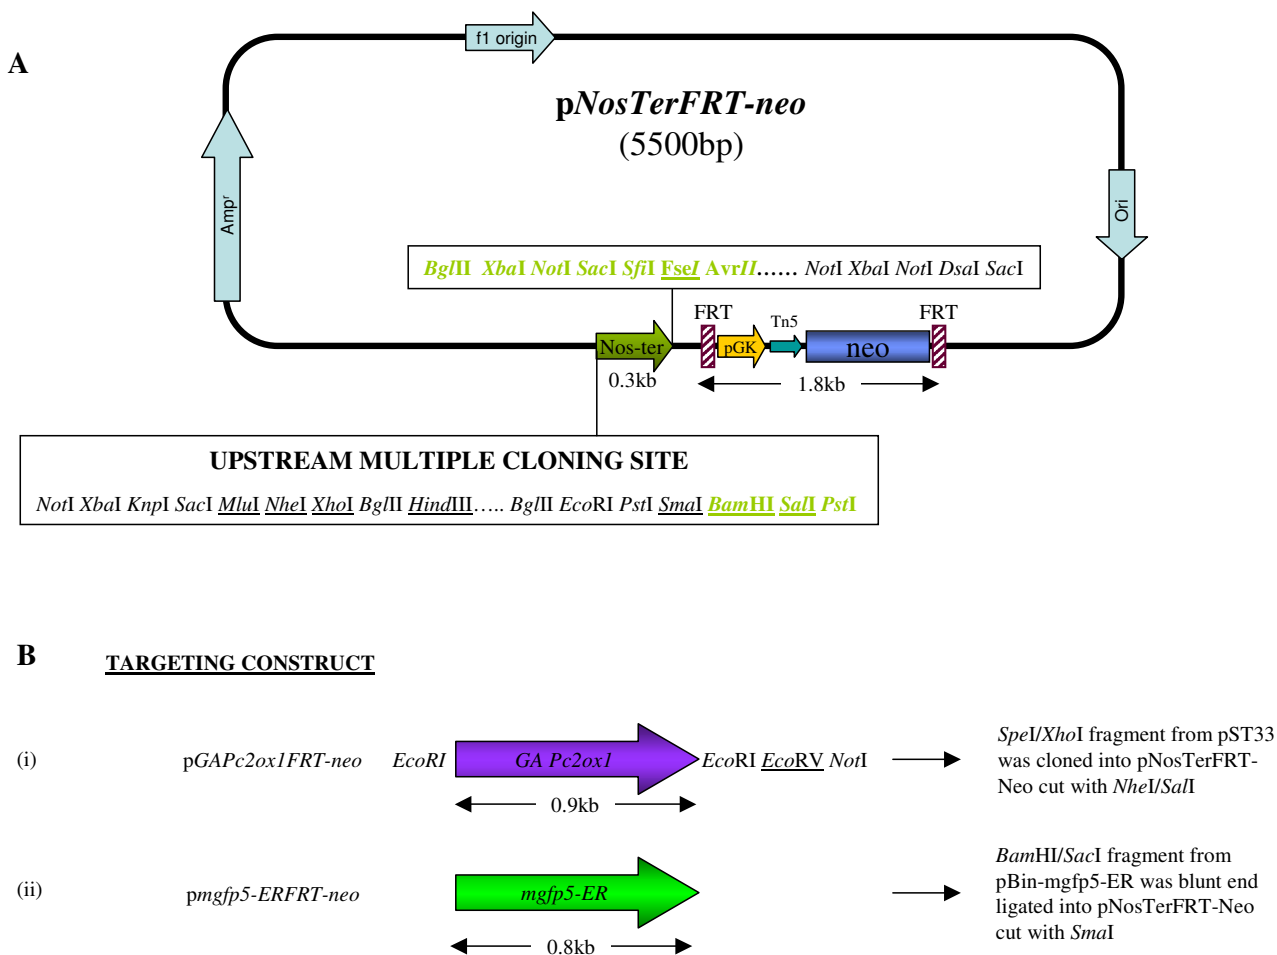 A
f1 origin
pNosTerFRT-neo
(5500bp)
Ampʳ
Ori
BglII XbaI NotI SacI SfiI FseI AvrII…… NotI XbaI NotI DsaI SacI
FRT
Tn5
FRT
Nos-ter
pGK
neo
0.3kb
1.8kb
UPSTREAM MULTIPLE CLONING SITE
NotI XbaI KnpI SacI MluI NheI XhoI BglII HindIII….. BglII EcoRI PstI SmaI BamHI SalI PstI
B
TARGETING CONSTRUCT
(i)
pGAPc2ox1FRT-neo
EcoRI
GA Pc2ox1
EcoRI EcoRV NotI
0.9kb
SpeI/XhoI fragment from pST33
was cloned into pNosTerFRT-
Neo cut with NheI/SalI
(ii)
pmgfp5-ERFRT-neo
mgfp5-ER
0.8kb
BamHI/SacI fragment from
pBin-mgfp5-ER was blunt end
ligated into pNosTerFRT-Neo
cut with SmaI